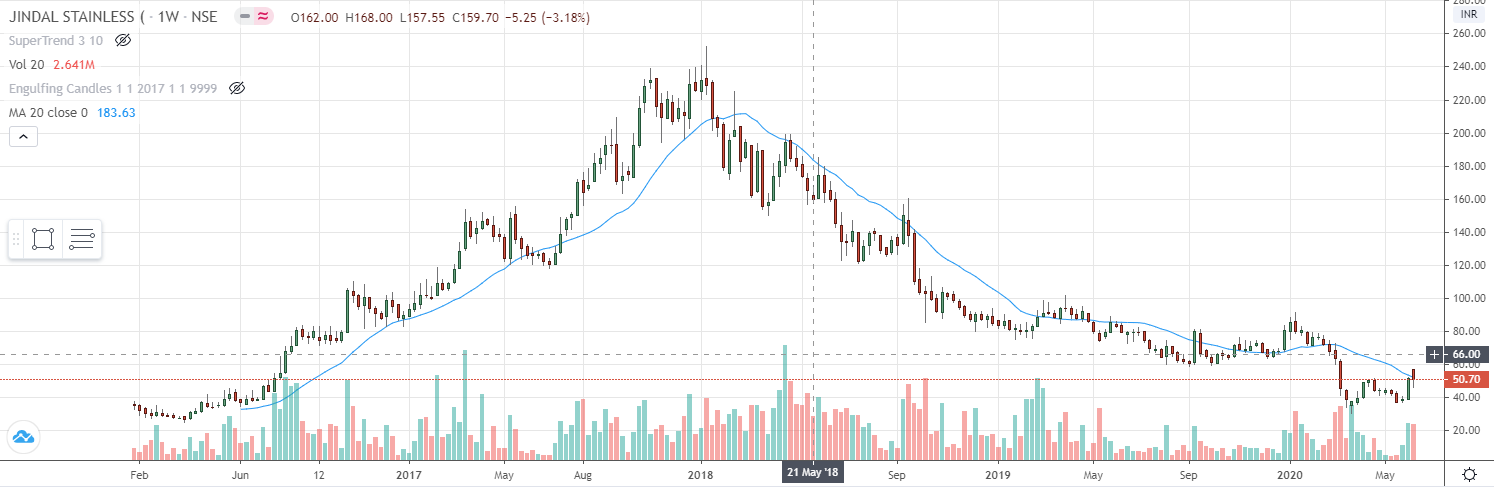 JINDAL STAINLESS ( · 1W · NSE O162.00 H168.00 L157.55 C159.70 −5.25 (−3.18%)
SuperTrend 3 10
Vol 20 2.641M
Engulfing Candles 1 1 2017 1 1 9999
MA 20 close 0 183.63
280.00
INR
260.00
240.00
220.00
200.00
180.00
160.00
140.00
120.00
100.00
80.00
66.00
60.00
50.70
40.00
20.00
Feb Jun 12 2017 May Aug 2018 21 May '18 Sep 2019 May Sep 2020 May